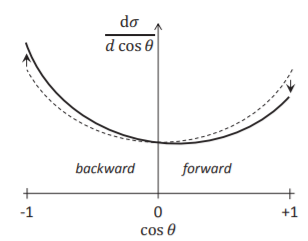 dσ
d cos θ
backward forward
-1 0 +1
cos θ